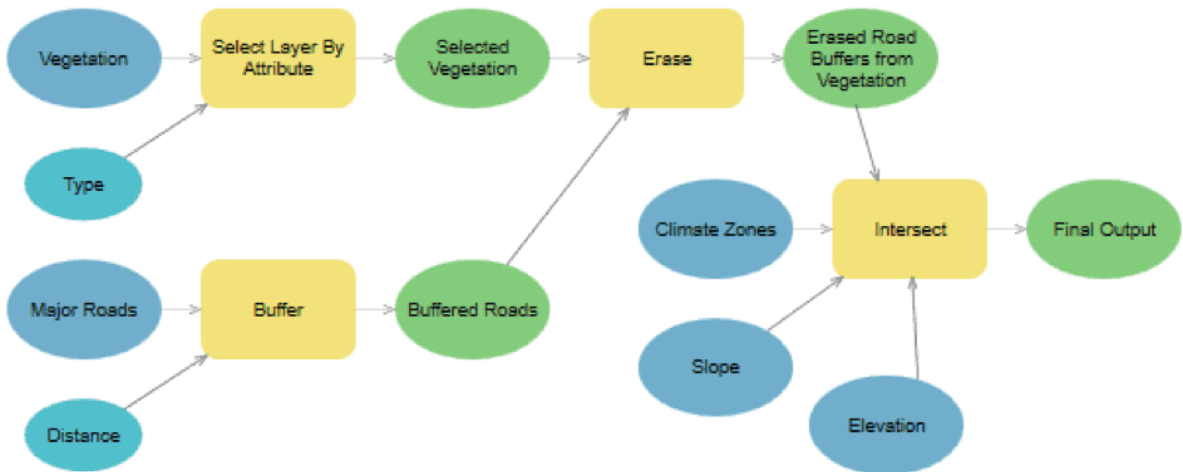 Vegetation
Select Layer By
Attribute
Selected
Vegetation
Erase
Erased Road
Buffers from
Vegetation
Type
Climate Zones
Intersect
Final Output
Major Roads
Buffer
Buffered Roads
Slope
Distance
Elevation